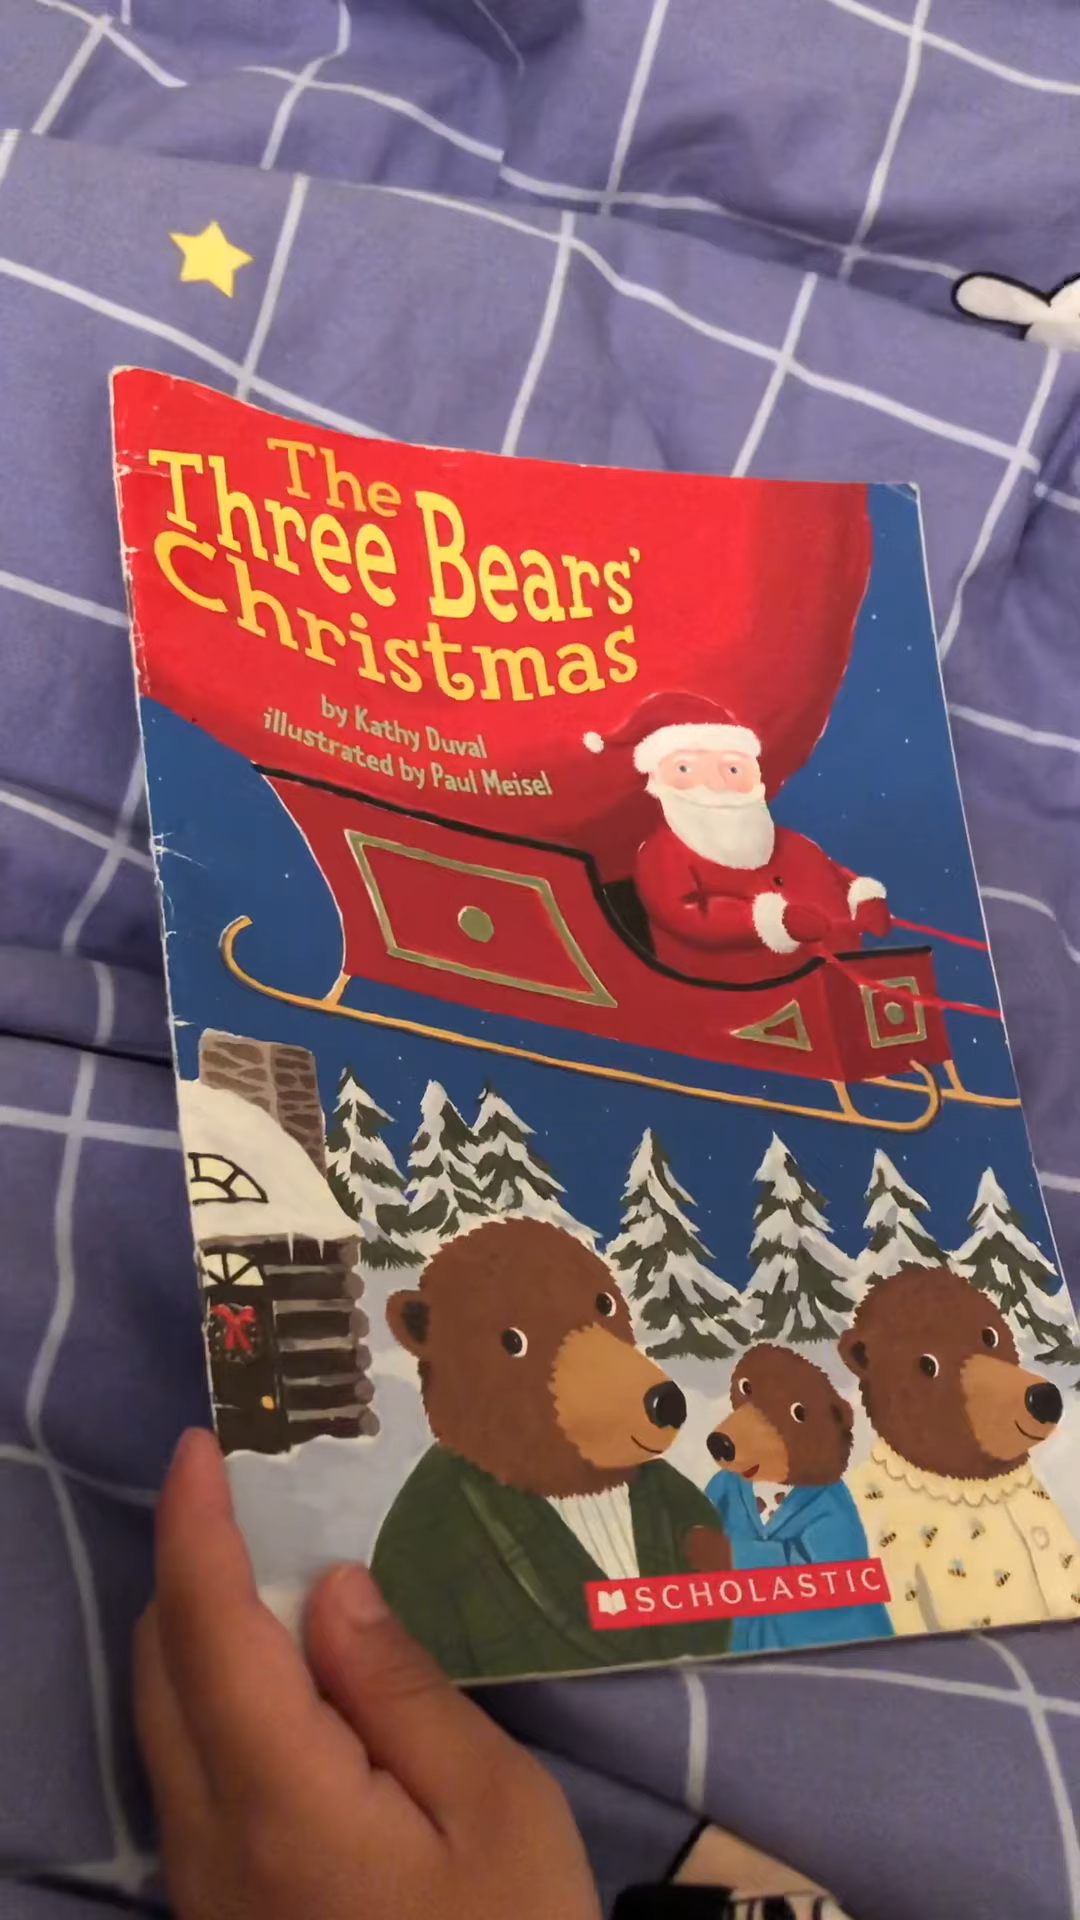 The
Three Bears'
Christmas
by Kathy Duval
illustrated by Paul Meisel
SCHOLASTIC